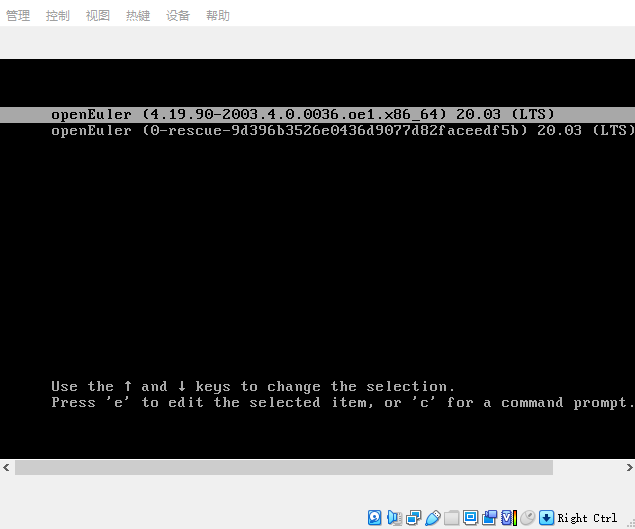 管理 控制 视图 热键 设备 帮助
openEuler (4.19.90-2003.4.0.0036.oe1.x86_64) 20.03 (LTS)
openEuler (0-rescue-9d396b3526e0436d9077d82faceedf5b) 20.03 (LTS)
Use the ↑ and ↓ keys to change the selection.
Press 'e' to edit the selected item, or 'c' for a command prompt.
Right Ctrl